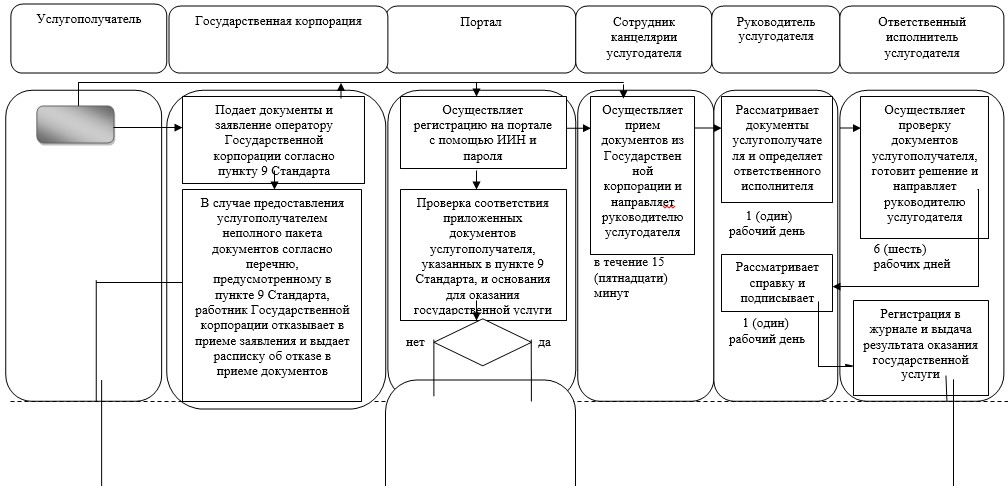 Услугополучатель
Государственная корпорация
Портал
Сотрудник
канцелярии
услугодателя
Руководитель
услугодателя
Ответственный
исполнитель
услугодателя
Подает документы и
заявление оператору
Государственной
корпорации согласно
пункту 9 Стандарта
В случае предоставления
услугополучателем
неполного пакета
документов согласно
перечню,
предусмотренному в
пункте 9 Стандарта,
работник Государственной
корпорации отказывает в
приеме заявления и выдает
расписку об отказе в
приеме документов
Осуществляет
регистрацию на портале
с помощью ИИН и
пароля
Проверка соответствия
приложенных
документов
услугополучателя,
указанных в пункте 9
Стандарта, и основания
для оказания
государственной услуги
нет
да
Осуществляет
прием
документов из
Государствен
ной
корпорации и
направляет
руководителю
услугодателя
в течение 15
(пятнадцати)
минут
Рассматривает
документы
услугополучате
ля и определяет
ответственного
исполнителя
1 (один)
рабочий день
Рассматривает
справку и
подписывает
1 (один)
рабочий день
Осуществляет
проверку
документов
услугополучателя,
готовит решение и
направляет
руководителю
услугодателя
6 (шесть)
рабочих дней
Регистрация в
журнале и выдача
результата оказания
государственной
услуги